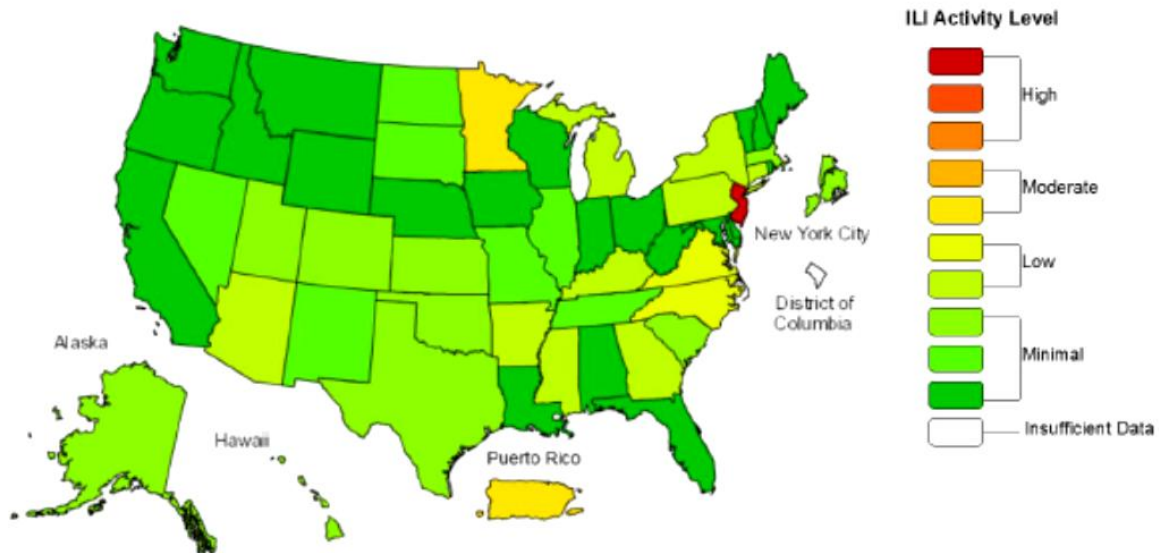 ILI Activity Level
High
Moderate
New York City
Low
District of
Columbia
Alaska
Minimal
Hawaii
Insufficient Data
Puerto Rico